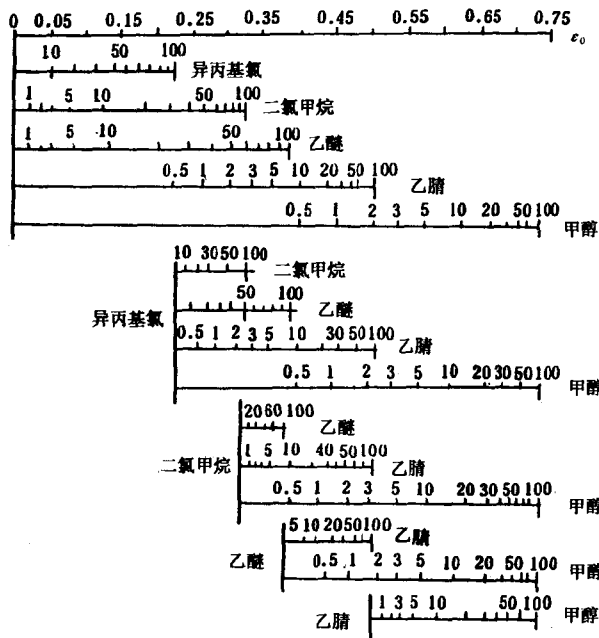 0 0.05 0.15 0.25 0.35 0.45 0.55 0.65 0.75
ε₀
10 50 100 异丙基氯
1 5 10 50 100 二氯甲烷
1 5 10 50 100 乙醚
0.5 1 2 3 5 10 20 50 100 乙腈
0.5 1 2 3 5 10 20 50 100 甲醇
异丙基氯
10 30 50 100 二氯甲烷
50 100 乙醚
0.5 1 2 3 5 10 30 50 100 乙腈
0.5 1 2 3 5 10 20 30 50 100 甲醇
二氯甲烷
20 60 100 乙醚
1 5 10 40 50 100 乙腈
0.5 1 2 3 5 10 20 30 50 100 甲醇
乙醚
5 10 20 50 100 乙腈
0.5 1 2 3 5 10 20 50 100 甲醇
乙腈
1 3 5 10 50 100 甲醇